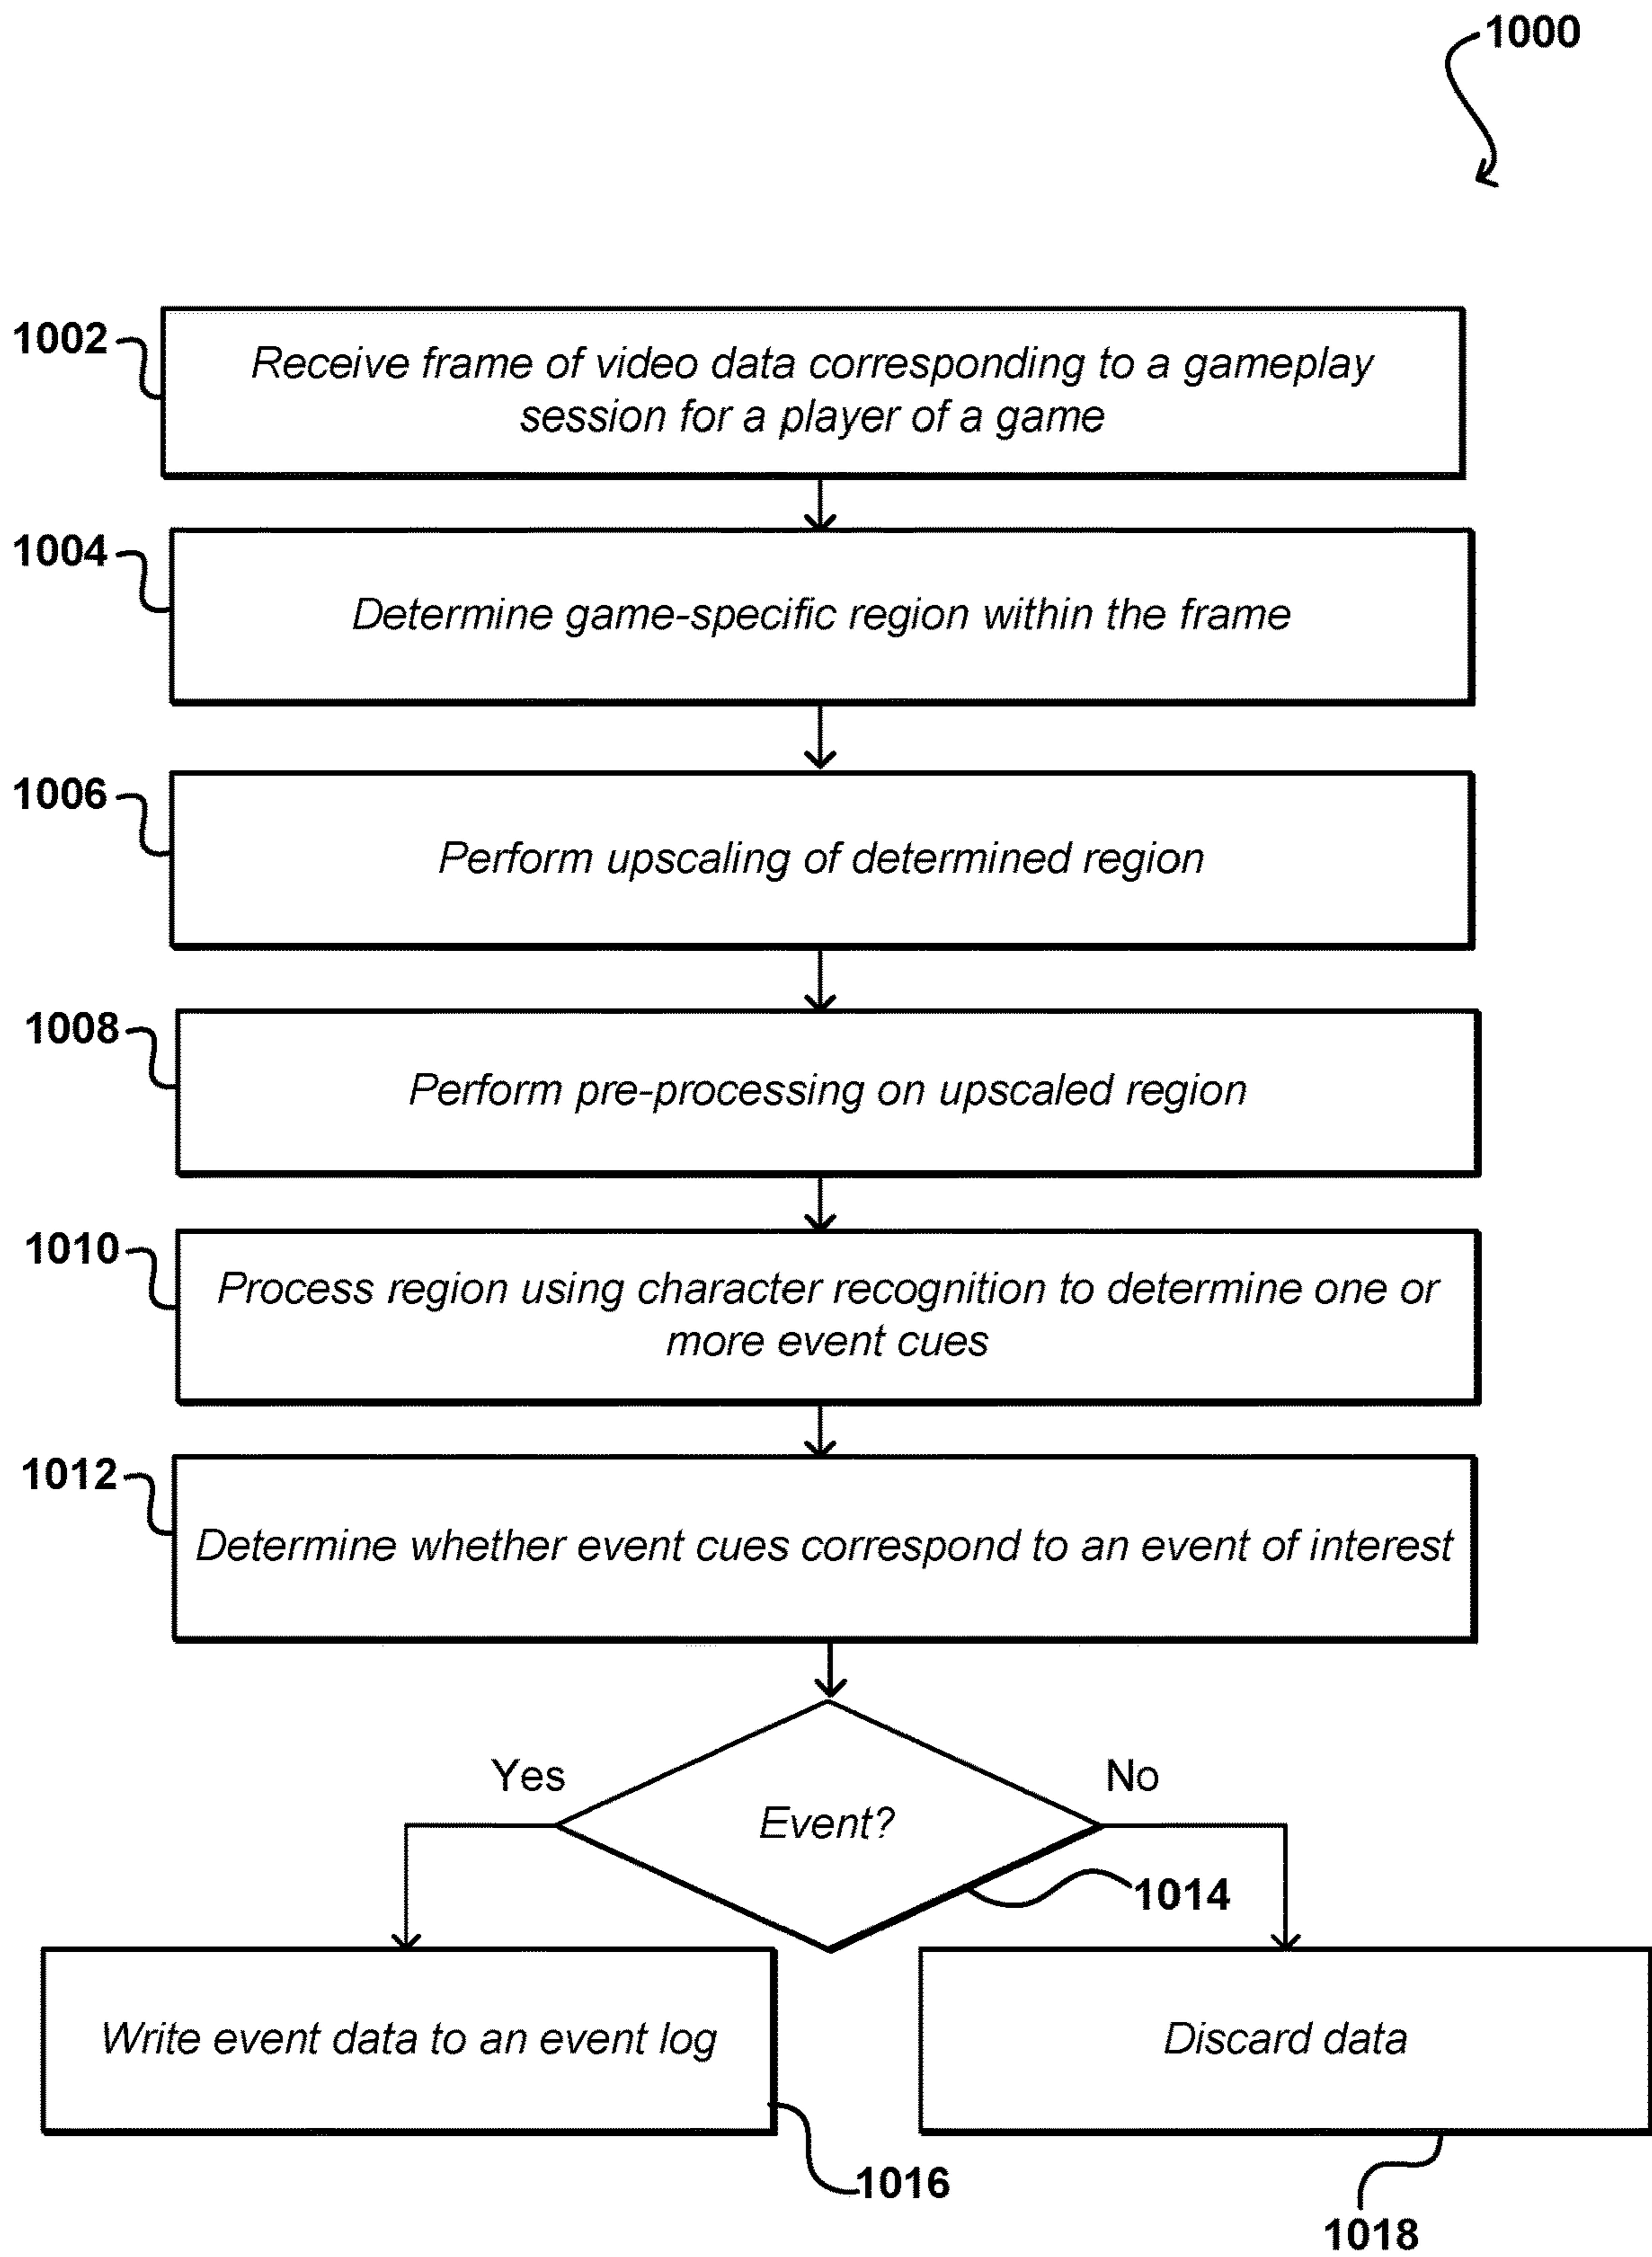 1000
1002
Receive frame of video data corresponding to a gameplay
session for a player of a game
1004
Determine game-specific region within the frame
1006
Perform upscaling of determined region
1008
Perform pre-processing on upscaled region
1010
Process region using character recognition to determine one or
more event cues
1012
Determine whether event cues correspond to an event of interest
Yes
No
Event?
1014
Write event data to an event log
Discard data
1016
1018